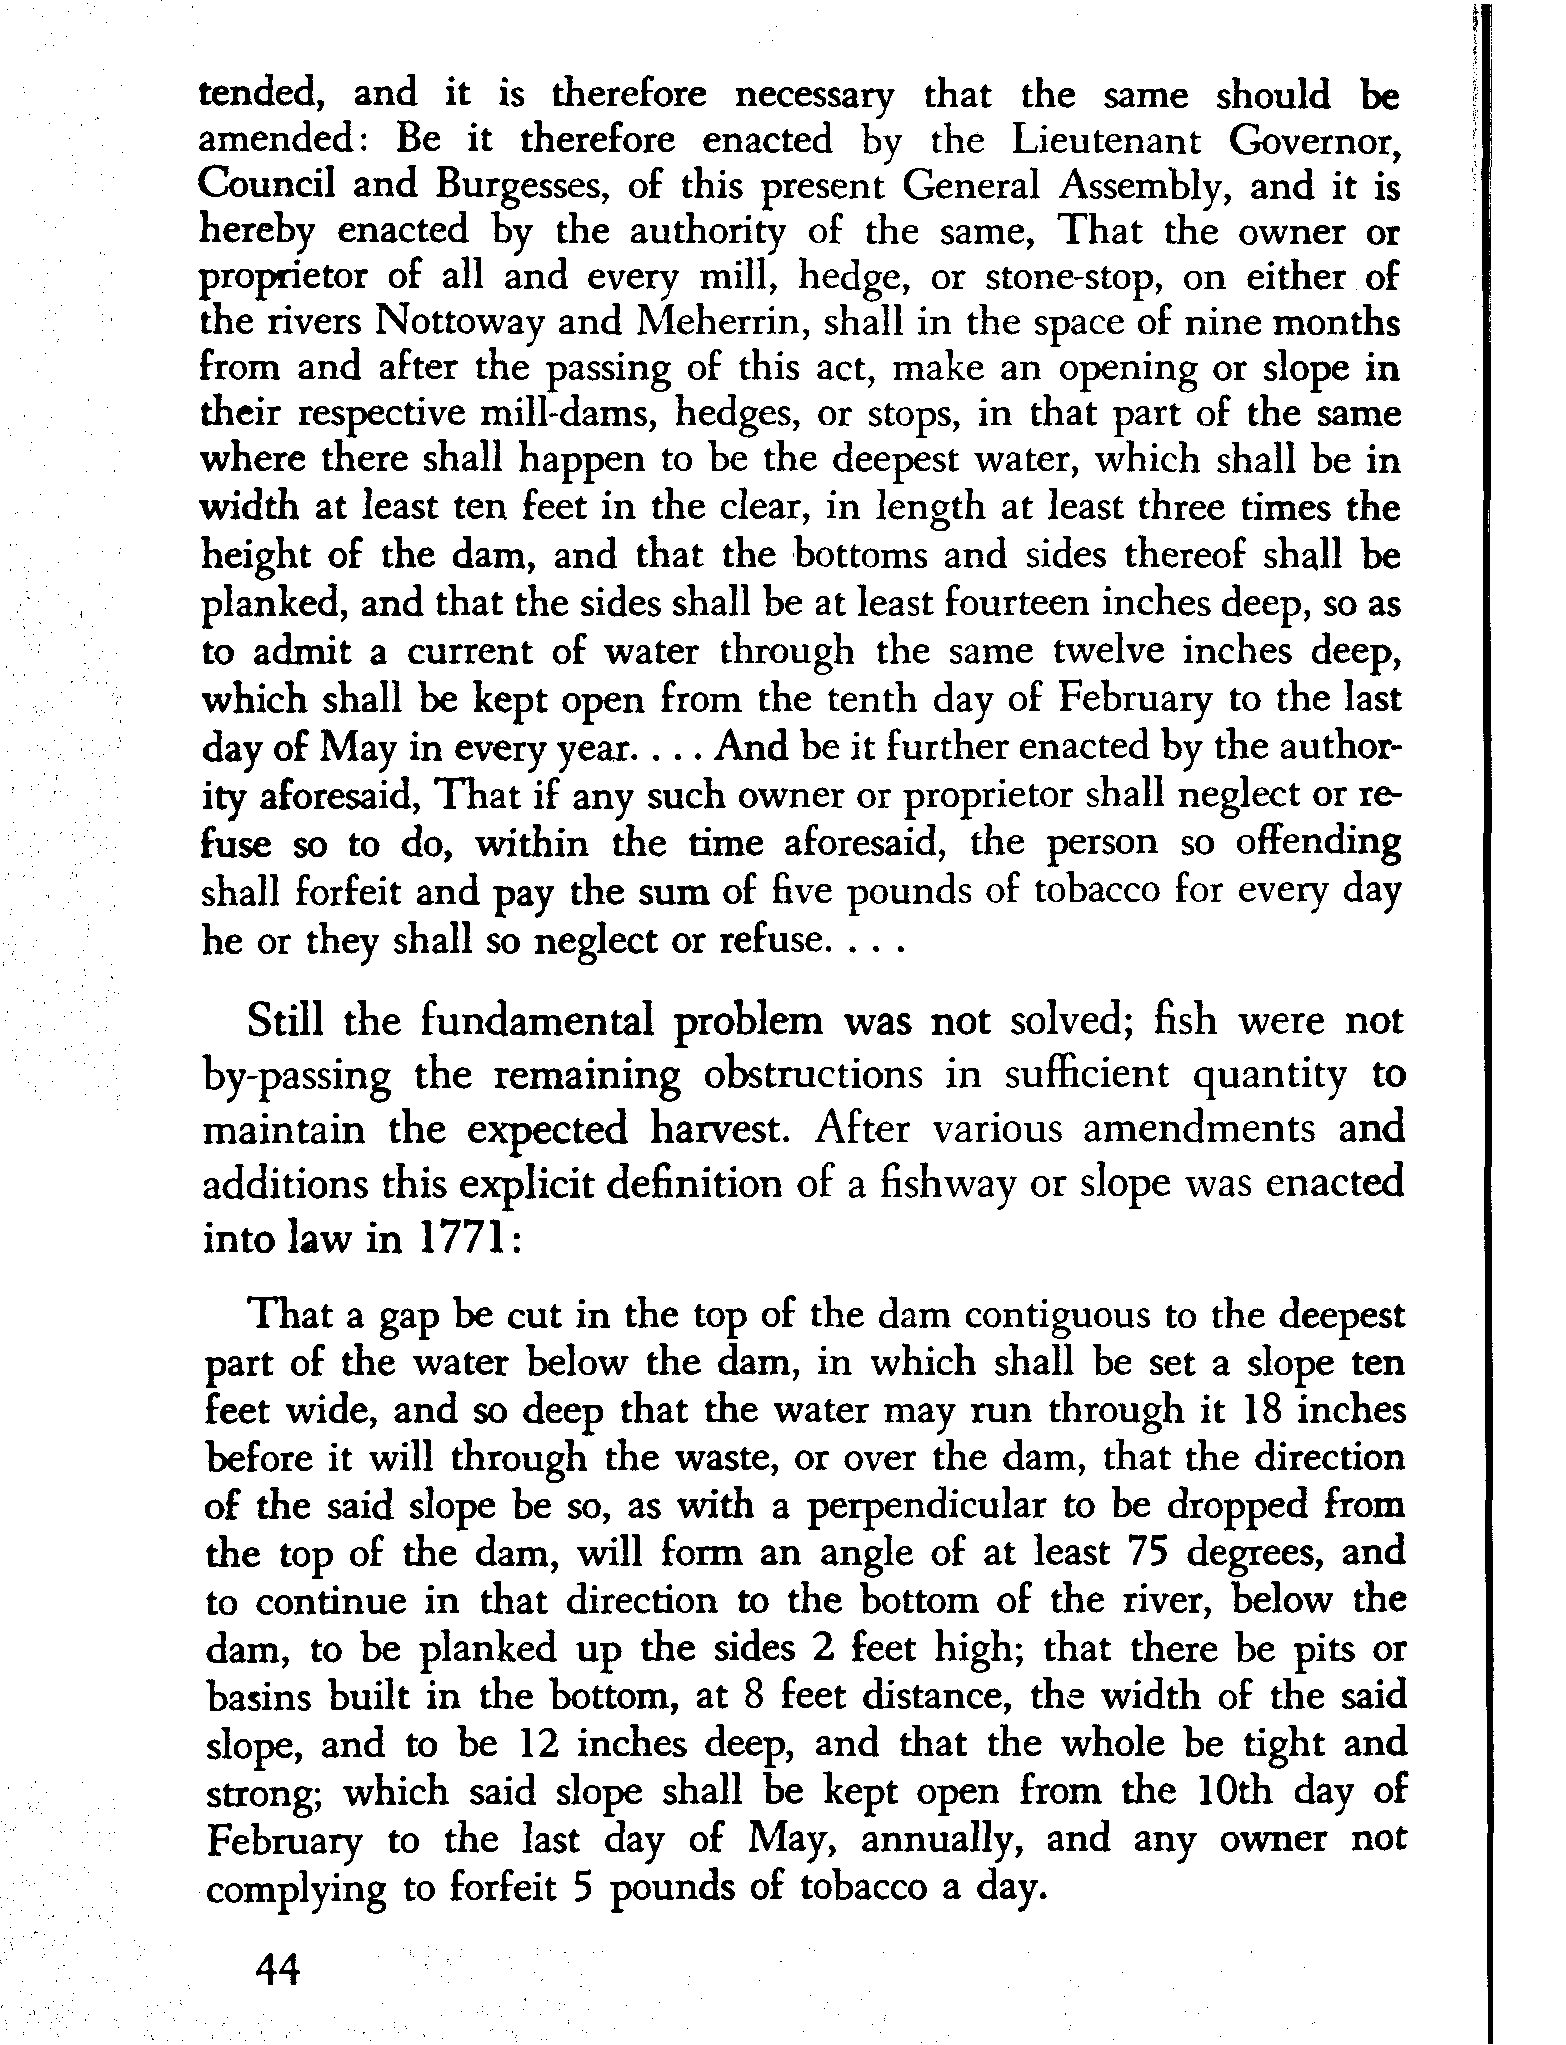 tended, and it is therefore necessary that the same should be
amended: Be it therefore enacted by the Lieutenant Governor,
Council and Burgesses, of this present General Assembly, and it is
hereby enacted by the authority of the same, That the owner or
proprietor of all and every mill, hedge, or stone-stop, on either of
the rivers Nottoway and Meherrin, shall in the space of nine months
from and after the passing of this act, make an opening or slope in
their respective mill-dams, hedges, or stops, in that part of the same
where there shall happen to be the deepest water, which shall be in
width at least ten feet in the clear, in length at least three times the
height of the dam, and that the bottoms and sides thereof shall be
planked, and that the sides shall be at least fourteen inches deep, so as
to admit a current of water through the same twelve inches deep,
which shall be kept open from the tenth day of February to the last
day of May in every year. . . . And be it further enacted by the author-
ity aforesaid, That if any such owner or proprietor shall neglect or re-
fuse so to do, within the time aforesaid, the person so offending
shall forfeit and pay the sum of five pounds of tobacco for every day
he or they shall so neglect or refuse. . . .
Still the fundamental problem was not solved; fish were not
by-passing the remaining obstructions in sufficient quantity to
maintain the expected harvest. After various amendments and
additions this explicit definition of a fishway or slope was enacted
into law in 1771:
That a gap be cut in the top of the dam contiguous to the deepest
part of the water below the dam, in which shall be set a slope ten
feet wide, and so deep that the water may run through it 18 inches
before it will through the waste, or over the dam, that the direction
of the said slope be so, as with a perpendicular to be dropped from
the top of the dam, will form an angle of at least 75 degrees, and
to continue in that direction to the bottom of the river, below the
dam, to be planked up the sides 2 feet high; that there be pits or
basins built in the bottom, at 8 feet distance, the width of the said
slope, and to be 12 inches deep, and that the whole be tight and
strong; which said slope shall be kept open from the 10th day of
February to the last day of May, annually, and any owner not
complying to forfeit 5 pounds of tobacco a day.
44